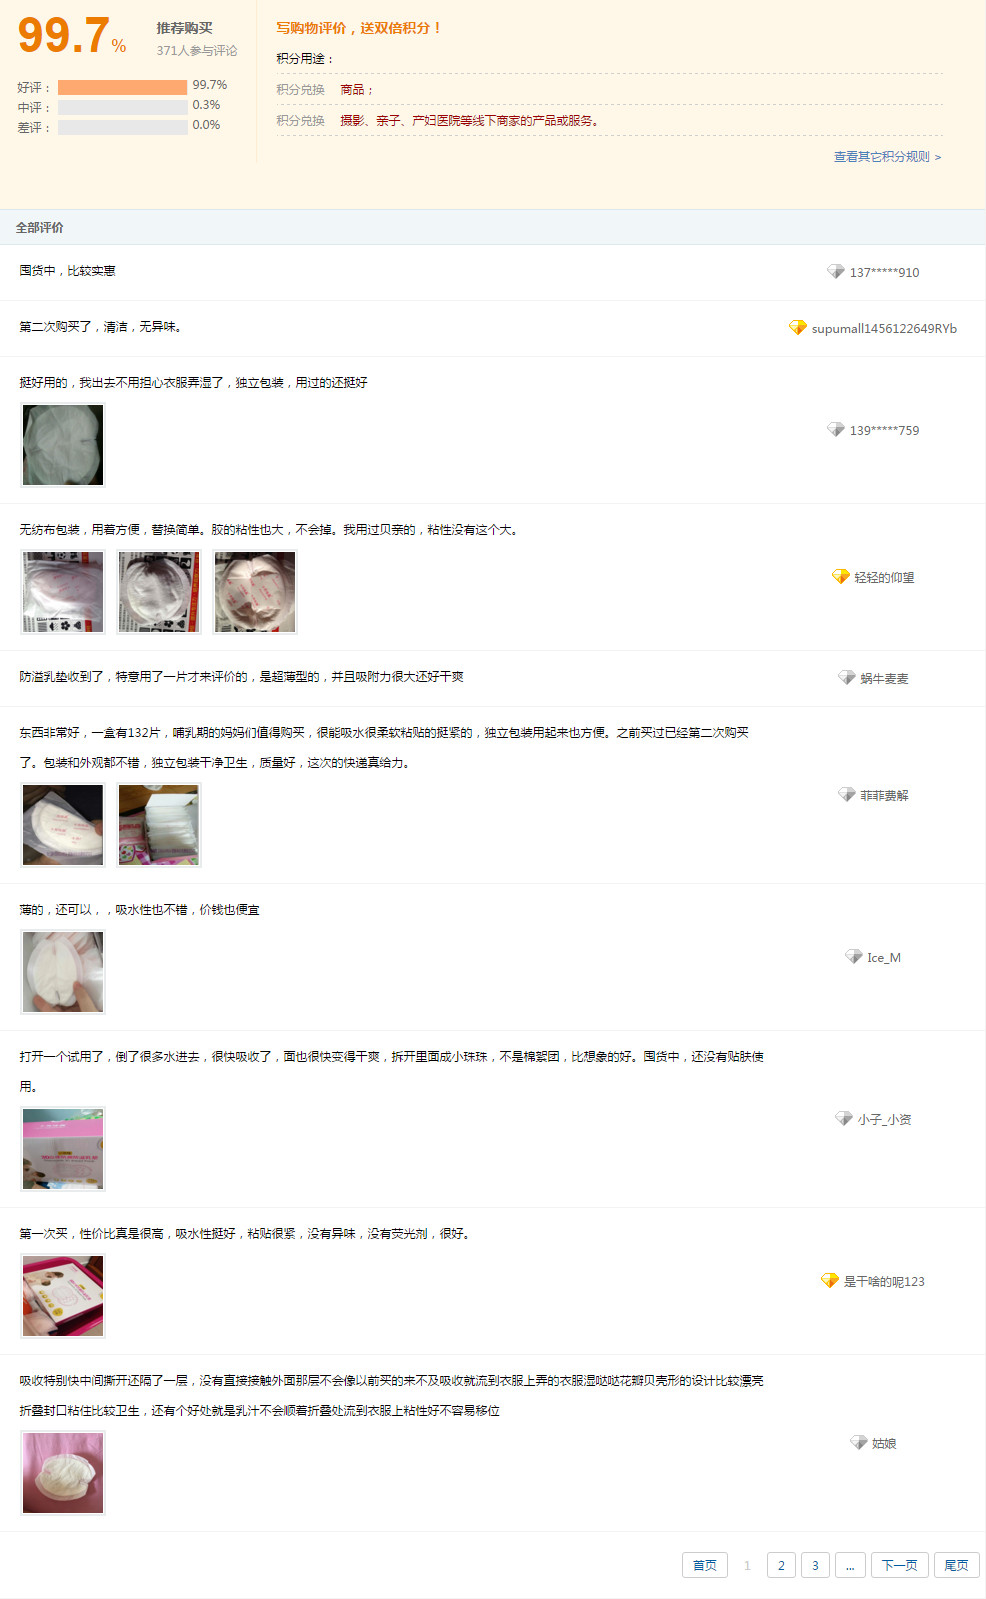 99.7%
推荐购买
371人参与评论
好评： 99.7%
中评： 0.3%
差评： 0.0%
写购物评价，送双倍积分！
积分用途：
积分兑换 商品；
积分兑换 摄影、亲子、产妇医院等线下商家的产品或服务。
查看其它积分规则 >
全部评价
囤货中，比较实惠
137*****910
第二次购买了，清洁，无异味。
supumall1456122649RYb
挺好用的，我出去不用担心衣服弄湿了，独立包装，用过的还挺好
139*****759
无纺布包装，用着方便，替换简单。胶的粘性也大，不会掉。我用过贝亲的，粘性没有这个大。
轻轻的仰望
防溢乳垫收到了，特意用了一片才来评价的，是超薄型的，并且吸附力很大还好干爽
蜗牛麦麦
东西非常好，一盒有132片，哺乳期的妈妈们值得购买，很能吸水很柔软粘贴的挺紧的，独立包装用起来也方便。之前买过已经第二次购买
了。包装和外观都不错，独立包装干净卫生，质量好，这次的快递真给力。
菲菲费解
薄的，还可以，，吸水性也不错，价钱也便宜
Ice_M
打开一个试用了，倒了很多水进去，很快吸收了，面也很快变得干爽，拆开里面成小珠珠，不是棉絮团，比想象的好。囤货中，还没有贴肤使
用。
小子_小资
第一次买，性价比真是很高，吸水性挺好，粘贴很紧，没有异味，没有荧光剂，很好。
是干啥的呢123
吸收特别快中间撕开还隔了一层，没有直接接触外面那层不会像以前买的来不及吸收就流到衣服上弄的衣服湿哒哒花瓣贝壳形的设计比较漂亮
折叠封口粘住比较卫生，还有个好处就是乳汁不会顺着折叠处流到衣服上粘性好不容易移位
姑娘
首页 1 2 3 ... 下一页 尾页